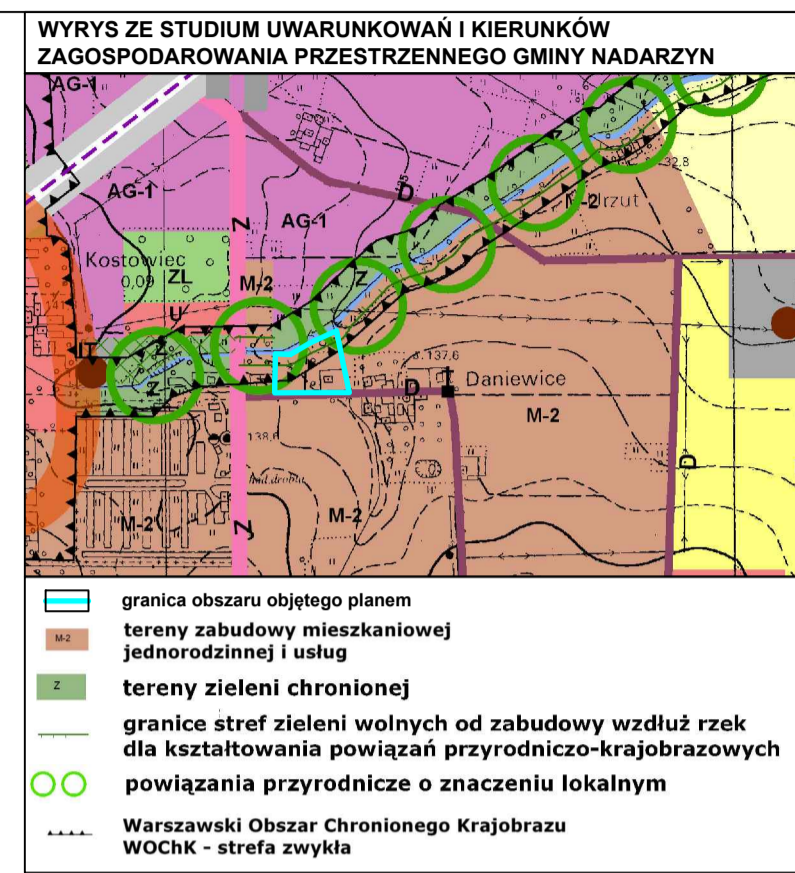 WYRYS ZE STUDIUM UWARUNKOWAŃ I KIERUNKÓW
ZAGOSPODAROWANIA PRZESTRZENNEGO GMINY NADARZYN
AG-1
AG-1
D
32,8
M-2
Z
AG-1
Kostowiec
0,09 ZL
M-2
Z
U
IT
Z
137,6
D
Daniewice
Z
M-2
138,6
D
M-2
M-2
Z
granica obszaru objętego planem
M-2
tereny zabudowy mieszkaniowej
jednorodzinnej i usług
Z
tereny zieleni chronionej
granice stref zieleni wolnych od zabudowy wzdłuż rzek
dla kształtowania powiązań przyrodniczo-krajobrazowych
powiązania przyrodnicze o znaczeniu lokalnym
Warszawski Obszar Chronionego Krajobrazu
WOChK - strefa zwykła